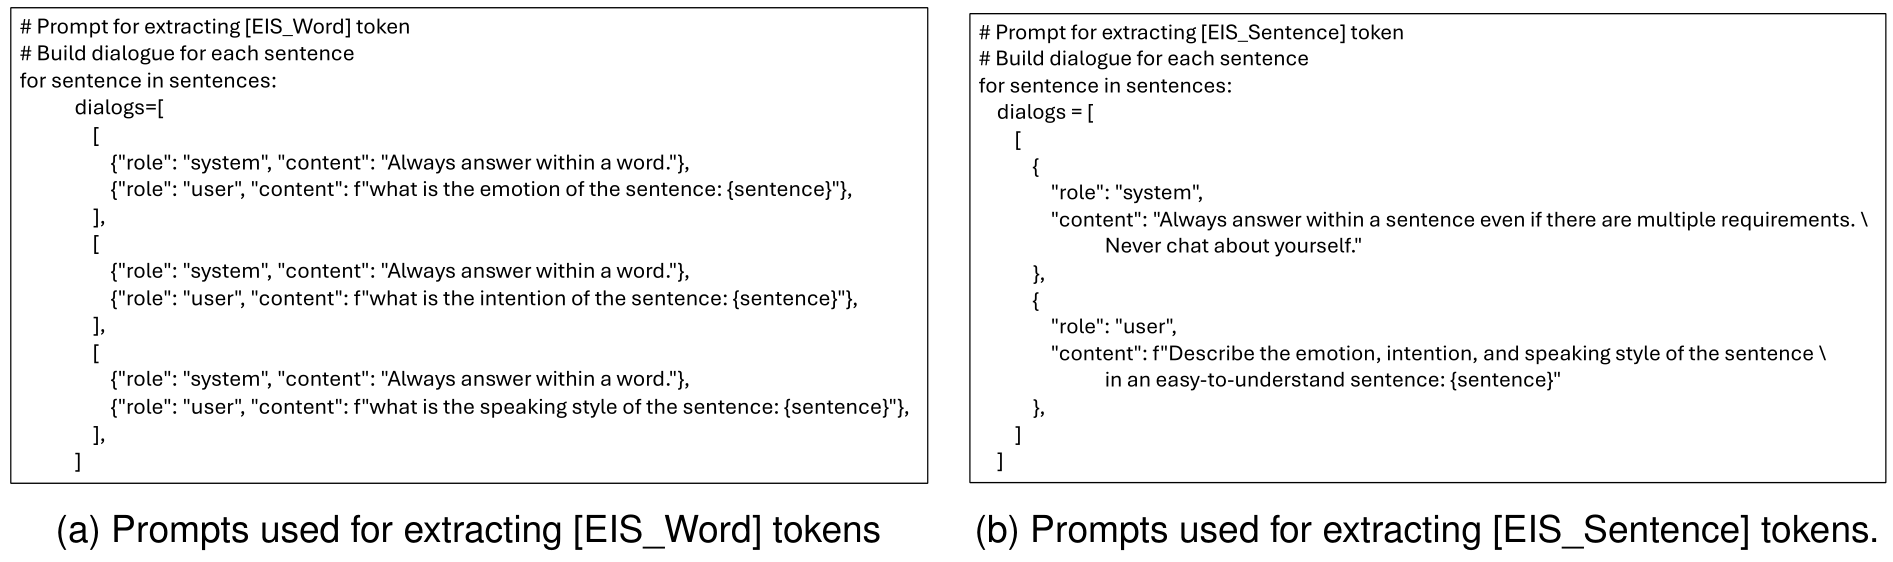 # Prompt for extracting [EIS_Word] token
# Build dialogue for each sentence
for sentence in sentences:
dialogs=[
[
{"role": "system", "content": "Always answer within a word."},
{"role": "user", "content": f"what is the emotion of the sentence: {sentence}"},
],
[
{"role": "system", "content": "Always answer within a word."},
{"role": "user", "content": f"what is the intention of the sentence: {sentence}"},
],
[
{"role": "system", "content": "Always answer within a word."},
{"role": "user", "content": f"what is the speaking style of the sentence: {sentence}"},
],
]
(a) Prompts used for extracting [EIS_Word] tokens
# Prompt for extracting [EIS_Sentence] token
# Build dialogue for each sentence
for sentence in sentences:
dialogs = [
[
{
"role": "system",
"content": "Always answer within a sentence even if there are multiple requirements. \
Never chat about yourself."
},
{
"role": "user",
"content": f"Describe the emotion, intention, and speaking style of the sentence \
in an easy-to-understand sentence: {sentence}"
},
]
]
(b) Prompts used for extracting [EIS_Sentence] tokens.